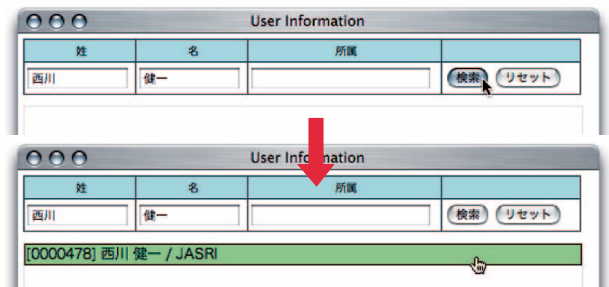 User Information
姓 名 所属
西川 健一 検索 リセット
User Information
姓 名 所属
西川 健一 検索 リセット
[0000478] 西川 健一 / JASRI